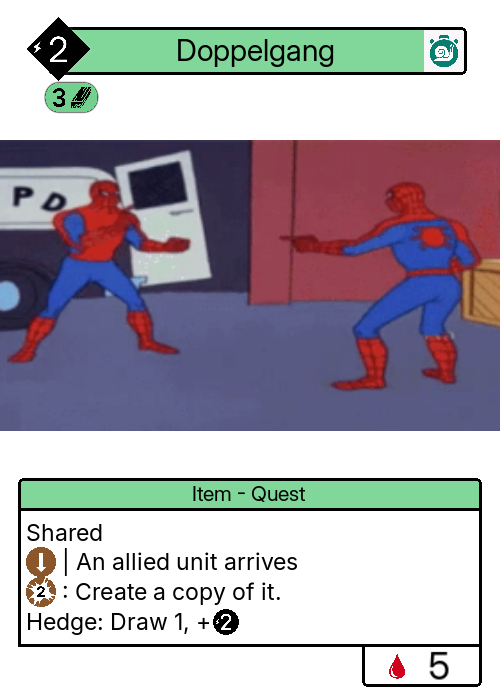 2
Doppelgang
3
P D
Item - Quest
Shared
| An allied unit arrives
2 : Create a copy of it.
Hedge: Draw 1, +2
5